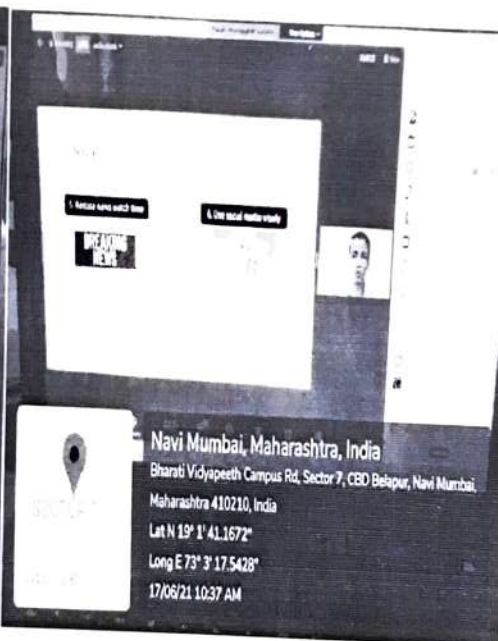 5. Reduce news watch time
6. Use social media wisely
BREAKING
NEWS
Navi Mumbai, Maharashtra, India
Bharati Vidyapeeth Campus Rd, Sector 7, CBD Belapur, Navi Mumbai,
Maharashtra 410210, India
Lat N 19° 1' 41.1672"
Long E 73° 3' 17.5428"
17/06/21 10:37 AM